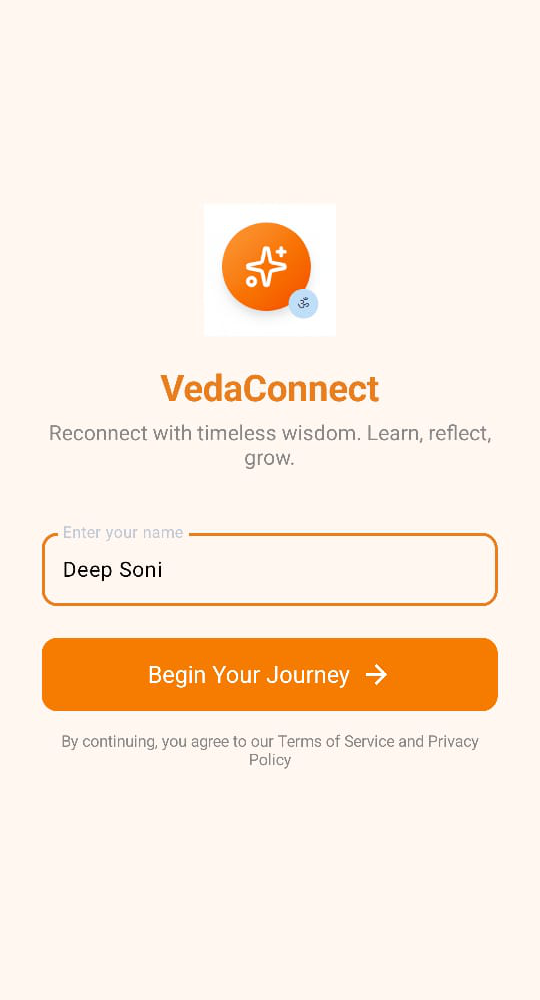 ॐ
VedaConnect
Reconnect with timeless wisdom. Learn, reflect,
grow.
Enter your name
Deep Soni
Begin Your Journey →
By continuing, you agree to our Terms of Service and Privacy
Policy